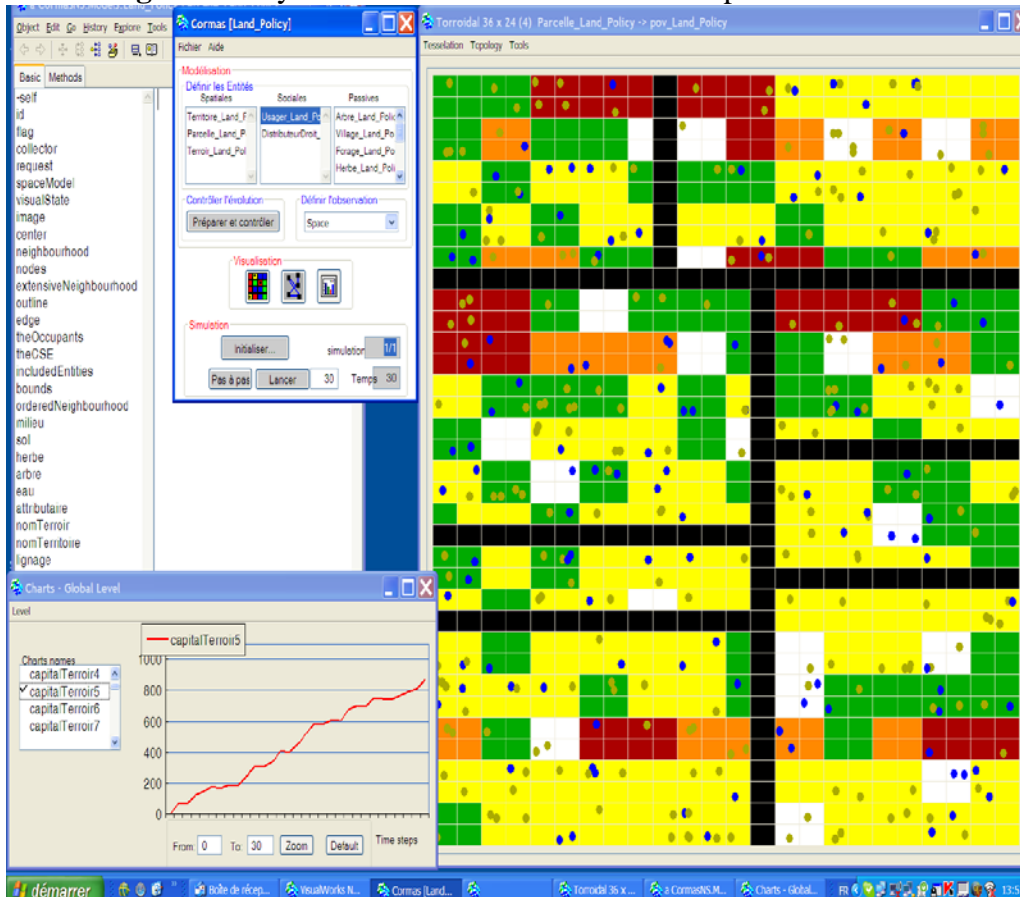 a CormasNS.Models.Land_Policy
Object Edit Go History Explore Tools
Basic Methods
-self
id
flag
collector
request
spaceModel
visualState
image
center
neighbourhood
nodes
extensiveNeighbourhood
outline
edge
theOccupants
theCSE
includedEntities
bounds
orderedNeighbourhood
milieu
sol
herbe
arbre
eau
attributaire
nomTerroir
nomTerritoire
lignage
Cormas [Land_Policy]
Fichier Aide
Modélisation
Définir les Entités
Spatiales Sociales Passives
Territoire_Land_F Usager_Land_Po Arbre_Land_Polic
Parcelle_Land_P DistributeurDroit_ Village_Land_Po
Terroir_Land_Pol Forage_Land_Po
Herbe_Land_Poli
Contrôler l'évolution Définir l'observation
Préparer et contrôler Space
Visualisation
Simulation
initialiser... simulation 1/1
Pas à pas Lancer 30 Temps 30
Torroidal 36 x 24 (4) Parcelle_Land_Policy -> pov_Land_Policy
Tesselation Topology Tools
Charts - Global Level
Level
Charts names
capitalTerroir4
capitalTerroir5
capitalTerroir6
capitalTerroir7
capitalTerroir5
1000
800
600
400
200
0
From: 0 To: 30 Zoom Default Time steps
démarrer Boîte de récep... VisualWorks N... Cormas [Land... Torroidal 36 x ... a CormasNS.M... Charts - Global... FR 13:5